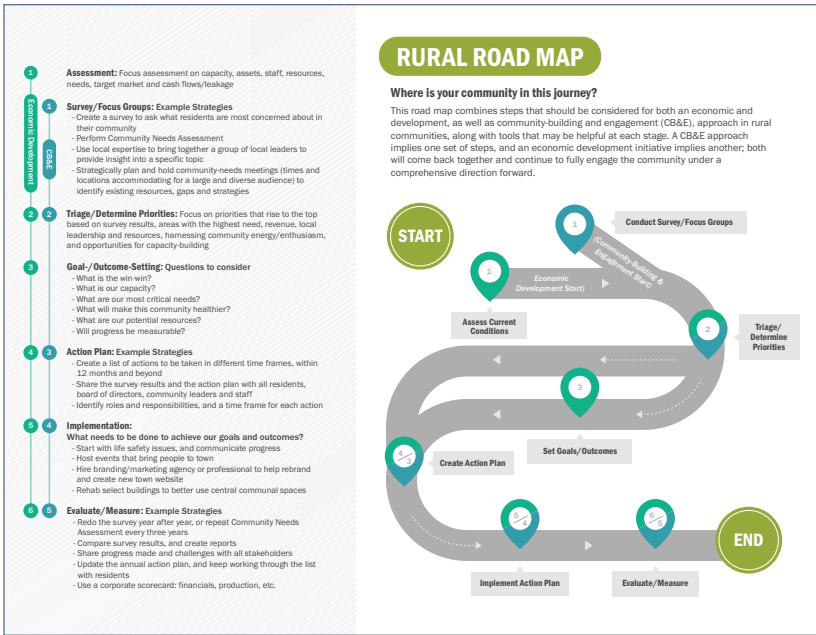 1
Assessment: Focus assessment on capacity, assets, staff, resources,
needs, target market and cash flows/leakage
Economic Development
1
CB&E
Survey/Focus Groups: Example Strategies
- Create a survey to ask what residents are most concerned about in
their community
- Perform Community Needs Assessment
- Use local expertise to bring together a group of local leaders to
provide insight into a specific topic
- Strategically plan and hold community-needs meetings (times and
locations accommodating for a large and diverse audience) to
identify existing resources, gaps and strategies
2 2
Triage/Determine Priorities: Focus on priorities that rise to the top
based on survey results, areas with the highest need, revenue, local
leadership and resources, harnessing community energy/enthusiasm,
and opportunities for capacity-building
3
Goal-/Outcome-Setting: Questions to consider
- What is the win-win?
- What is our capacity?
- What are our most critical needs?
- What will make this community healthier?
- What are our potential resources?
- Will progress be measurable?
4 3
Action Plan: Example Strategies
- Create a list of actions to be taken in different time frames, within
12 months and beyond
- Share the survey results and the action plan with all residents,
board of directors, community leaders and staff
- Identify roles and responsibilities, and a time frame for each action
5 4
Implementation:
What needs to be done to achieve our goals and outcomes?
- Start with life safety issues, and communicate progress
- Host events that bring people to town
- Hire branding/marketing agency or professional to help rebrand
and create new town website
- Rehab select buildings to better use central communal spaces
6 5
Evaluate/Measure: Example Strategies
- Redo the survey year after year, or repeat Community Needs
Assessment every three years
- Compare survey results, and create reports
- Share progress made and challenges with all stakeholders
- Update the annual action plan, and keep working through the list
with residents
- Use a corporate scorecard: financials, production, etc.
RURAL ROAD MAP
Where is your community in this journey?
This road map combines steps that should be considered for both an economic and
development, as well as community-building and engagement (CB&E), approach in rural
communities, along with tools that may be helpful at each stage. A CB&E approach
implies one set of steps, and an economic development initiative implies another; both
will come back together and continue to fully engage the community under a
comprehensive direction forward.
START
1
Conduct Survey/Focus Groups
(Community-Building &
Engagement Start)
1
Economic
Development Start)
Assess Current
Conditions
2
Triage/
Determine
Priorities
3
Set Goals/Outcomes
4/3
Create Action Plan
5/4
Implement Action Plan
6/5
Evaluate/Measure
END